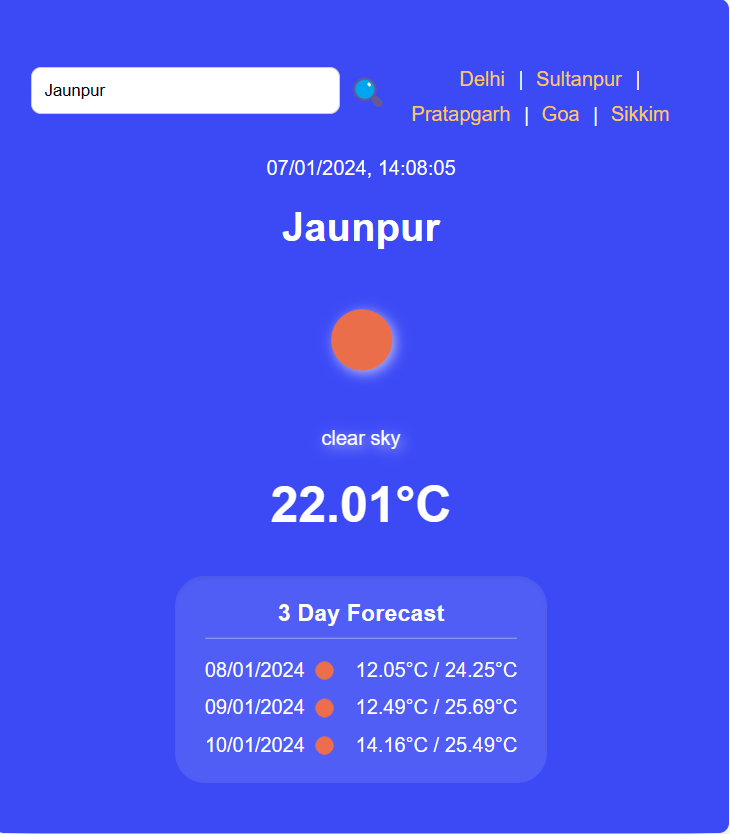 Jaunpur
Delhi | Sultanpur |
Pratapgarh | Goa | Sikkim
07/01/2024, 14:08:05
Jaunpur
clear sky
22.01°C
3 Day Forecast
08/01/2024 12.05°C / 24.25°C
09/01/2024 12.49°C / 25.69°C
10/01/2024 14.16°C / 25.49°C